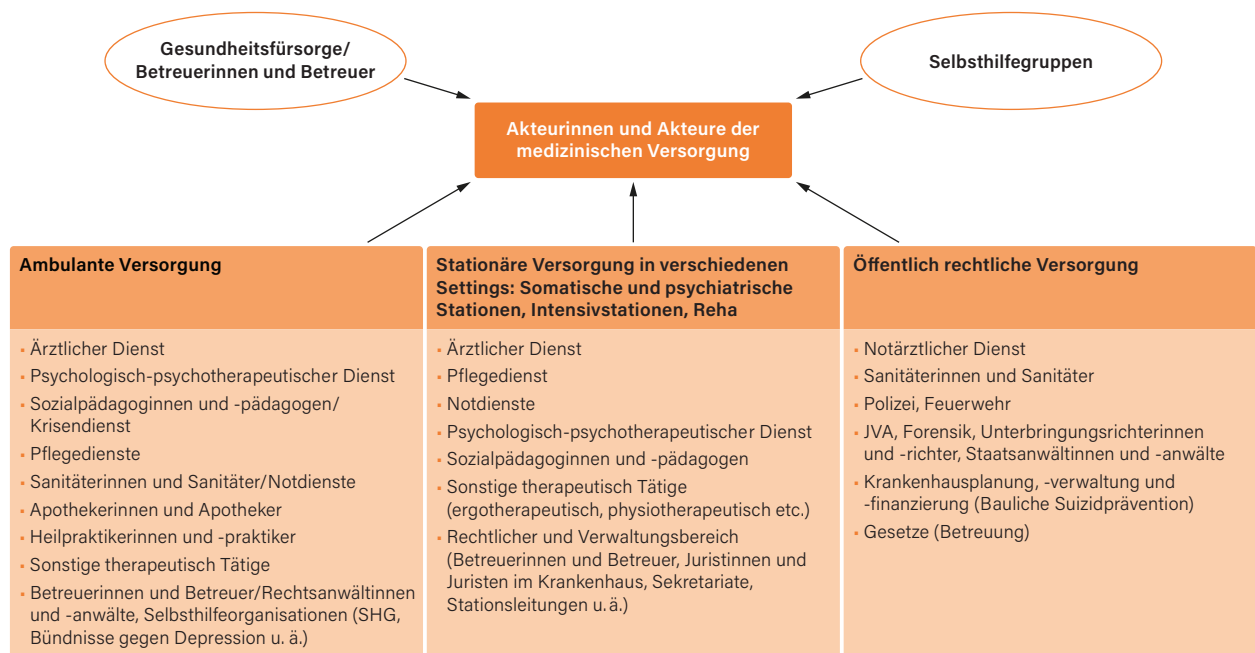 Gesundheitsfürsorge/
Betreuerinnen und Betreuer
Selbsthilfegruppen
Akteurinnen und Akteure der
medizinischen Versorgung
Ambulante Versorgung
▪ Ärztlicher Dienst
▪ Psychologisch-psychotherapeutischer Dienst
▪ Sozialpädagoginnen und -pädagogen/
Krisendienst
▪ Pflegedienste
▪ Sanitäterinnen und Sanitäter/Notdienste
▪ Apothekerinnen und Apotheker
▪ Heilpraktikerinnen und -praktiker
▪ Sonstige therapeutisch Tätige
▪ Betreuerinnen und Betreuer/Rechtsanwältinnen
und -anwälte, Selbsthilfeorganisationen (SHG,
Bündnisse gegen Depression u. ä.)
Stationäre Versorgung in verschiedenen
Settings: Somatische und psychiatrische
Stationen, Intensivstationen, Reha
▪ Ärztlicher Dienst
▪ Pflegedienst
▪ Notdienste
▪ Psychologisch-psychotherapeutischer Dienst
▪ Sozialpädagoginnen und -pädagogen
▪ Sonstige therapeutisch Tätige
(ergotherapeutisch, physiotherapeutisch etc.)
▪ Rechtlicher und Verwaltungsbereich
(Betreuerinnen und Betreuer, Juristinnen und
Juristen im Krankenhaus, Sekretariate,
Stationsleitungen u. ä.)
Öffentlich rechtliche Versorgung
▪ Notärztlicher Dienst
▪ Sanitäterinnen und Sanitäter
▪ Polizei, Feuerwehr
▪ JVA, Forensik, Unterbringungsrichterinnen
und -richter, Staatsanwältinnen und -anwälte
▪ Krankenhausplanung, -verwaltung und
-finanzierung (Bauliche Suizidprävention)
▪ Gesetze (Betreuung)